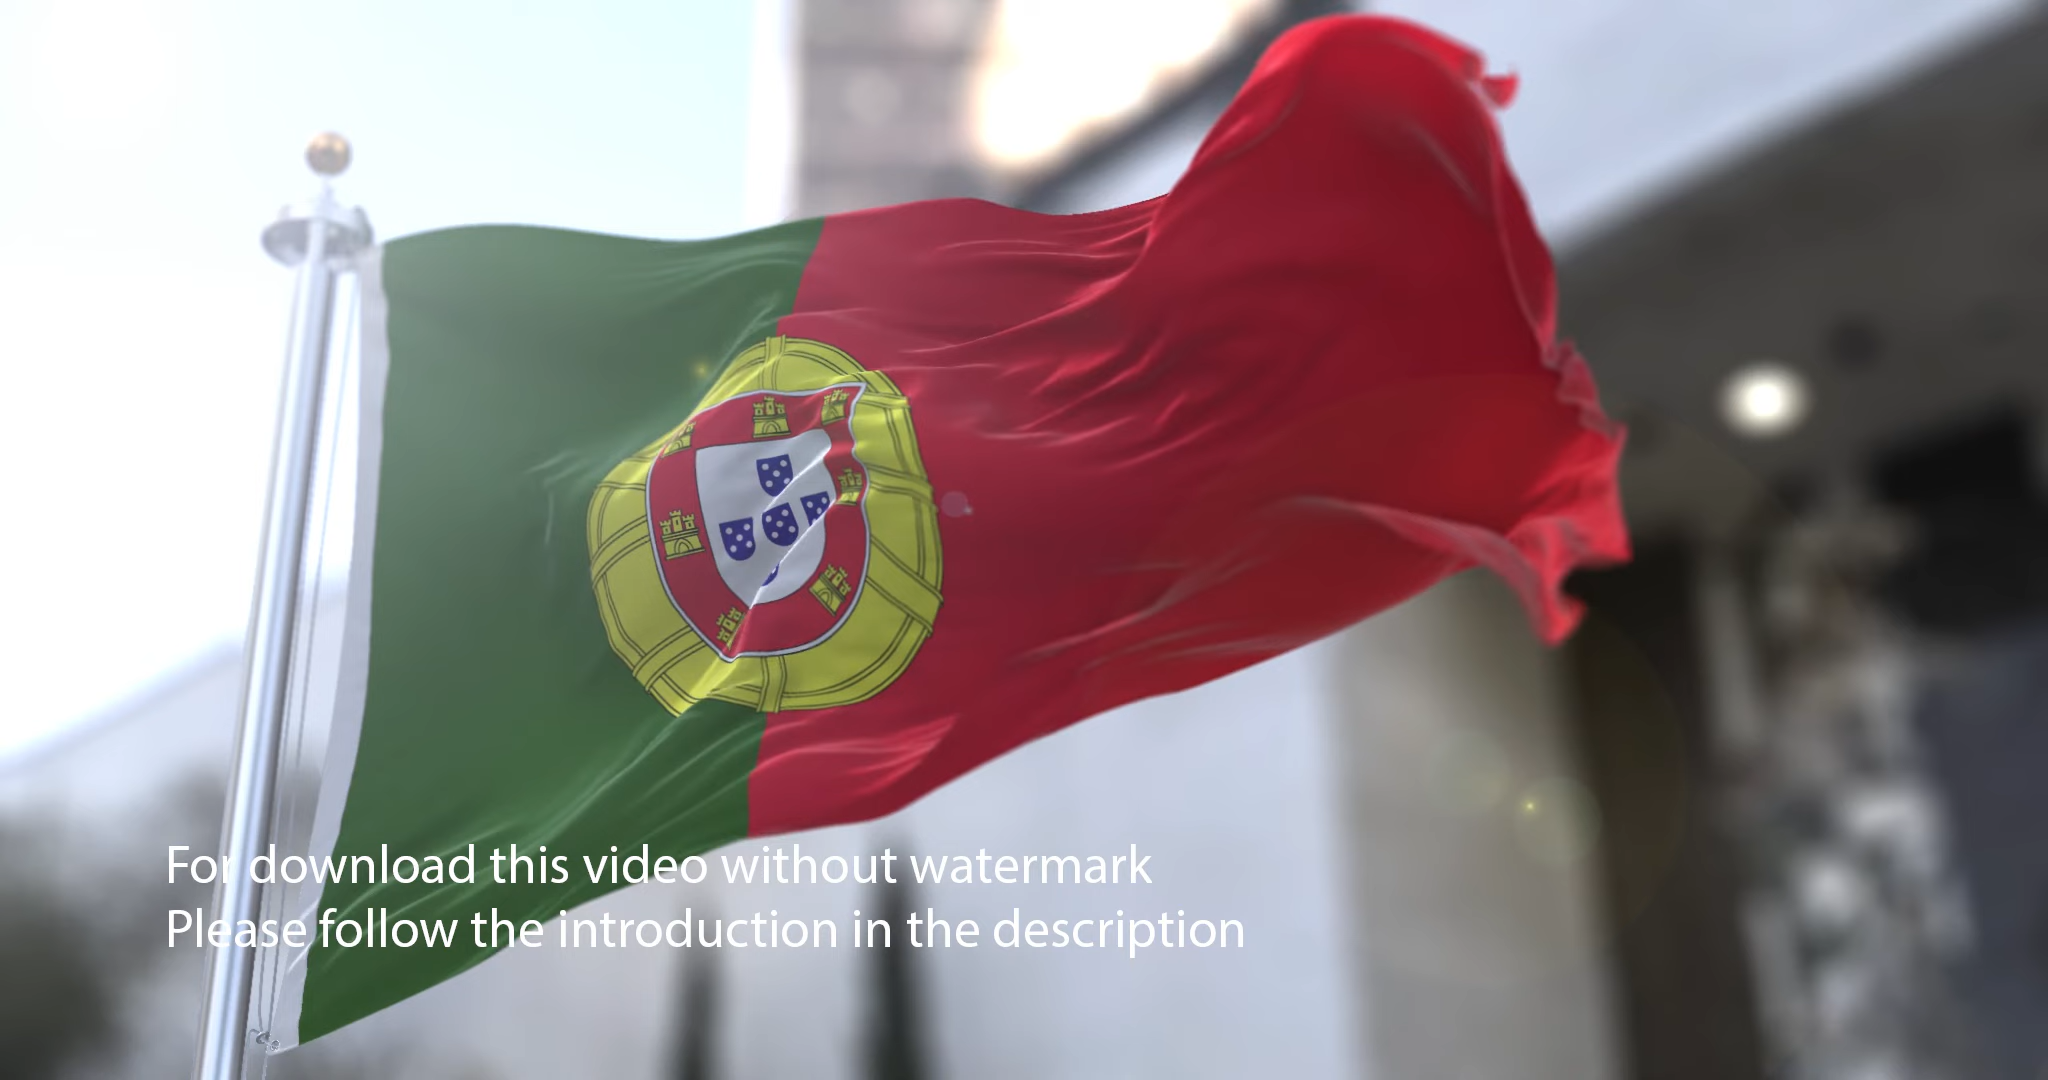 For download this video without watermark
Please follow the introduction in the description